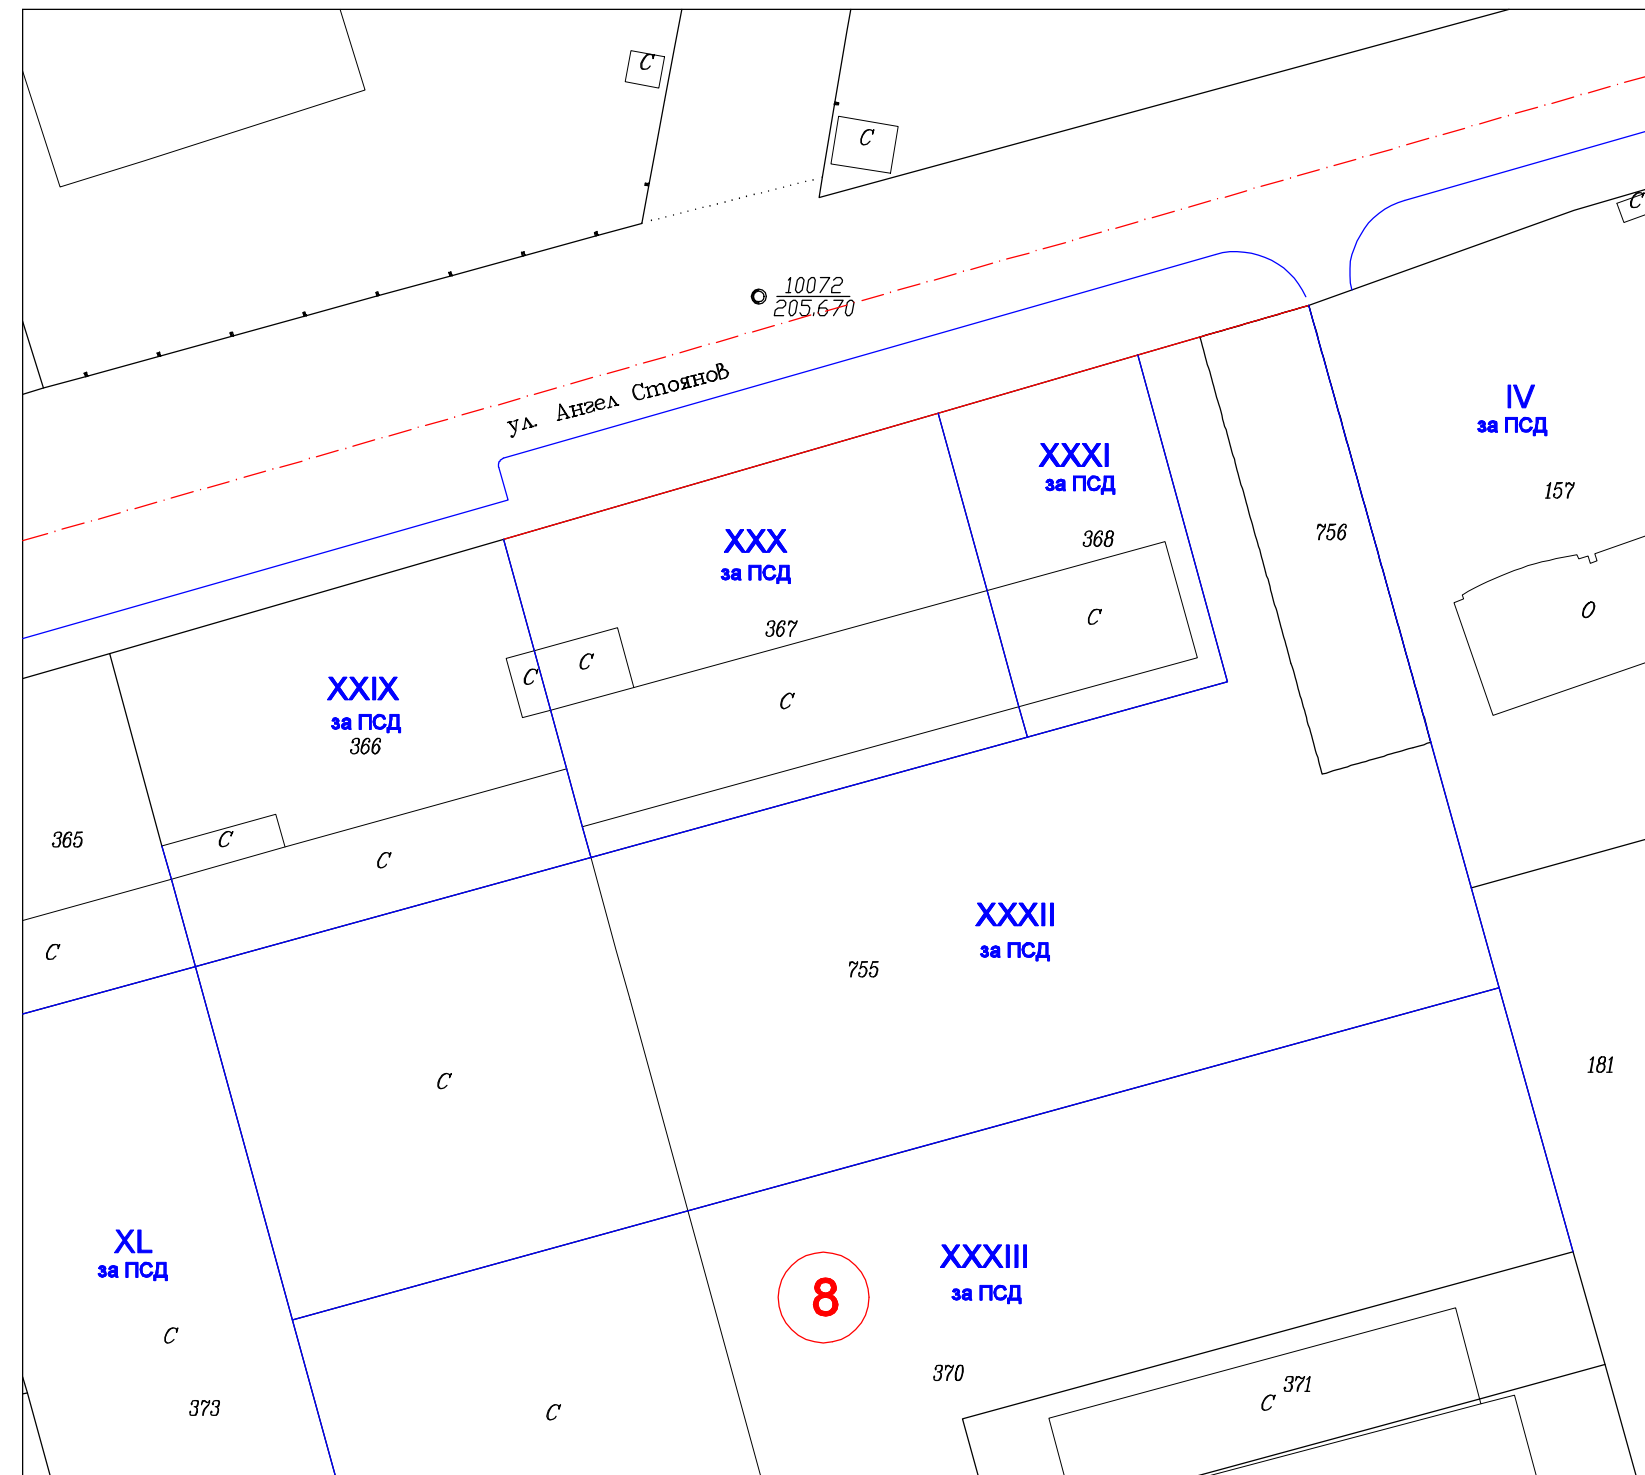 C
C
C
10072
205.670
ул. Ангел Стоянов
IV
за ПСД
157
XXXI
за ПСД
368
756
XXX
за ПСД
367
C
C
C
C
O
XXIX
за ПСД
366
365
C
C
C
XXXII
за ПСД
755
C
181
XL
за ПСД
C
373
8
XXXIII
за ПСД
370
371
C
C